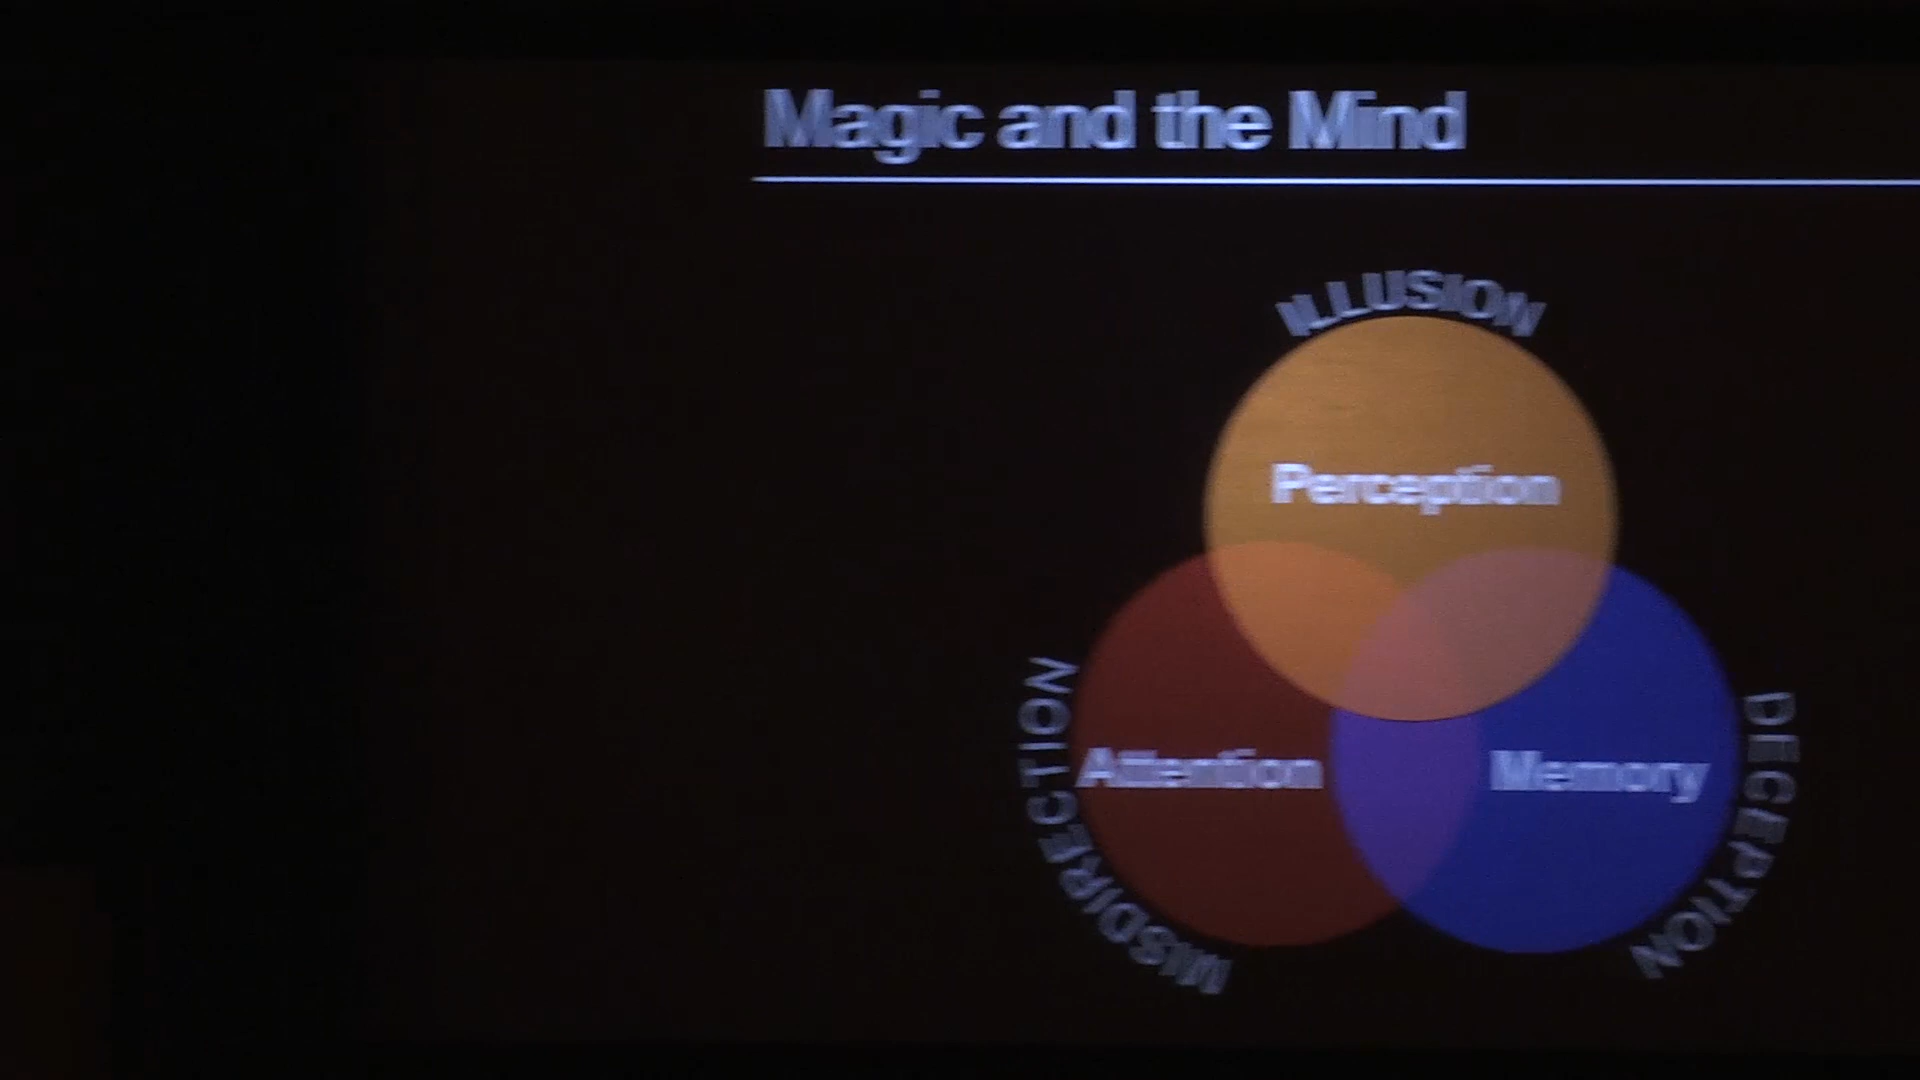 Magic and the Mind
ILLUSION
Perception
MISDIRECTION
Attention
Memory
DECEPTION